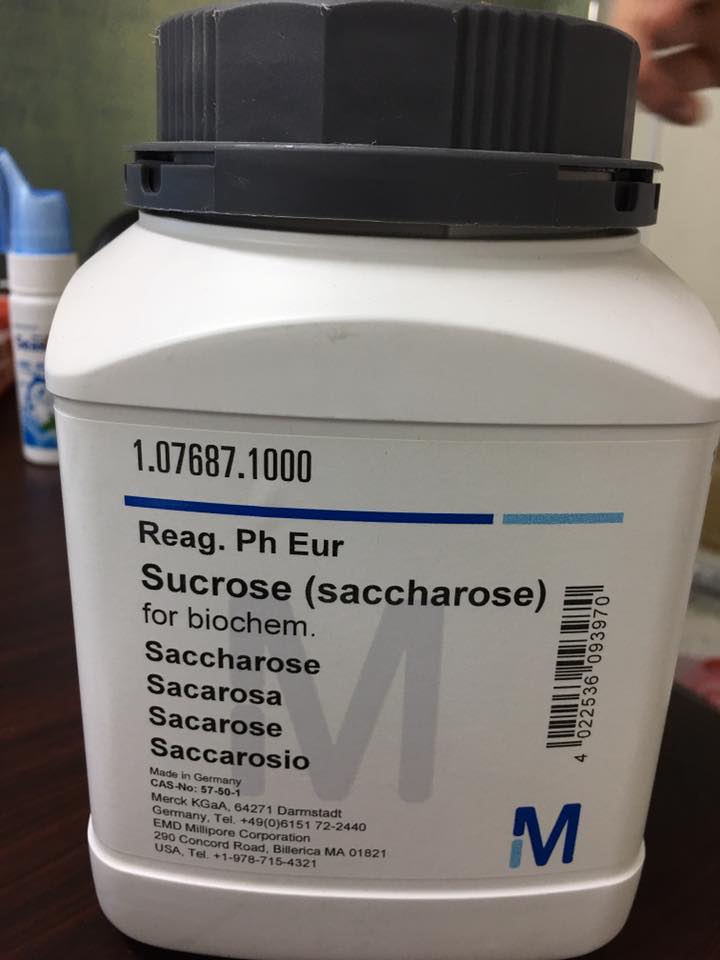 1.07687.1000
Reag. Ph Eur
Sucrose (saccharose)
for biochem.
Saccharose
Sacarosa
Sacarose
Saccarosio
Made in Germany
CAS-No: 57-50-1
Merck KGaA, 64271 Darmstadt
Germany, Tel. +49(0)6151 72-2440
EMD Millipore Corporation
290 Concord Road, Billerica MA 01821
USA, Tel. +1-978-715-4321
4 022536 093970
M